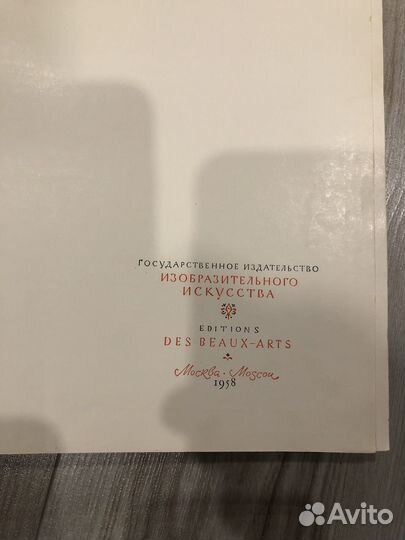 ГОСУДАРСТВЕННОЕ ИЗДАТЕЛЬСТВО
ИЗОБРАЗИТЕЛЬНОГО
ИСКУССТВА
EDITIONS
DES BEAUX-ARTS
Москва · Moscou
1958
Avito